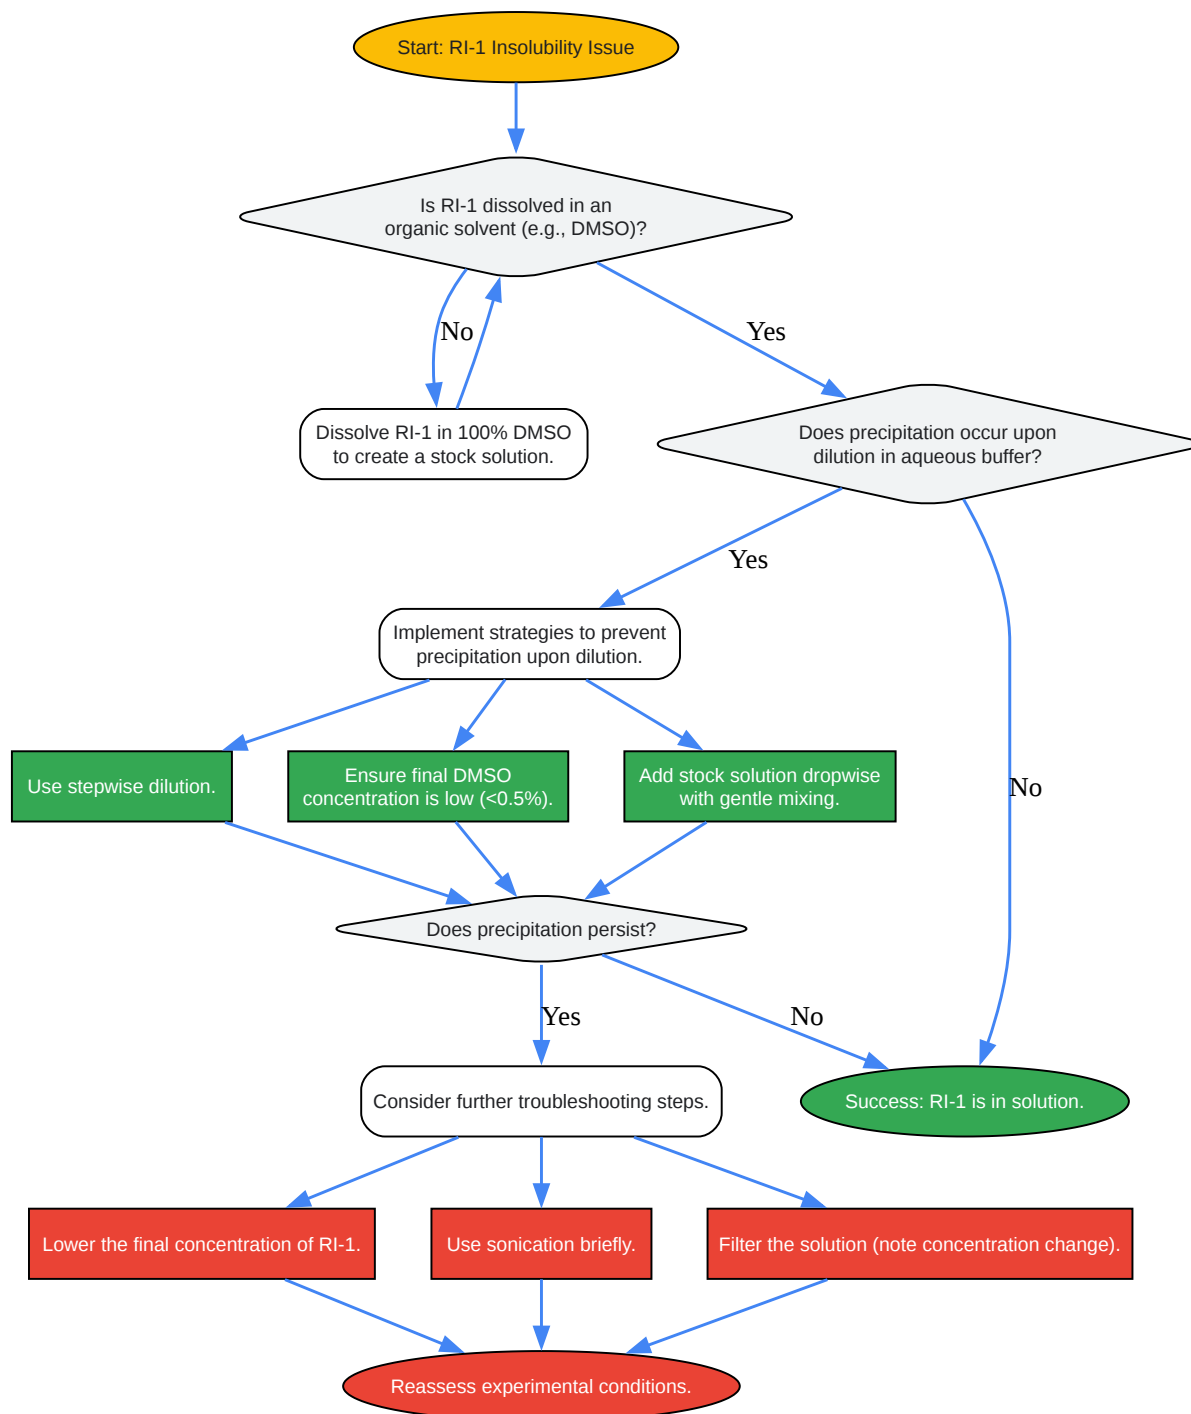 Start: RI-1 Insolubility Issue
Is RI-1 dissolved in an
organic solvent (e.g., DMSO)?
No
Yes
Dissolve RI-1 in 100% DMSO
to create a stock solution.
Does precipitation occur upon
dilution in aqueous buffer?
Yes
Implement strategies to prevent
precipitation upon dilution.
Use stepwise dilution.
Ensure final DMSO
concentration is low (<0.5%).
Add stock solution dropwise
with gentle mixing.
No
Does precipitation persist?
Yes
No
Consider further troubleshooting steps.
Success: RI-1 is in solution.
Lower the final concentration of RI-1.
Use sonication briefly.
Filter the solution (note concentration change).
Reassess experimental conditions.